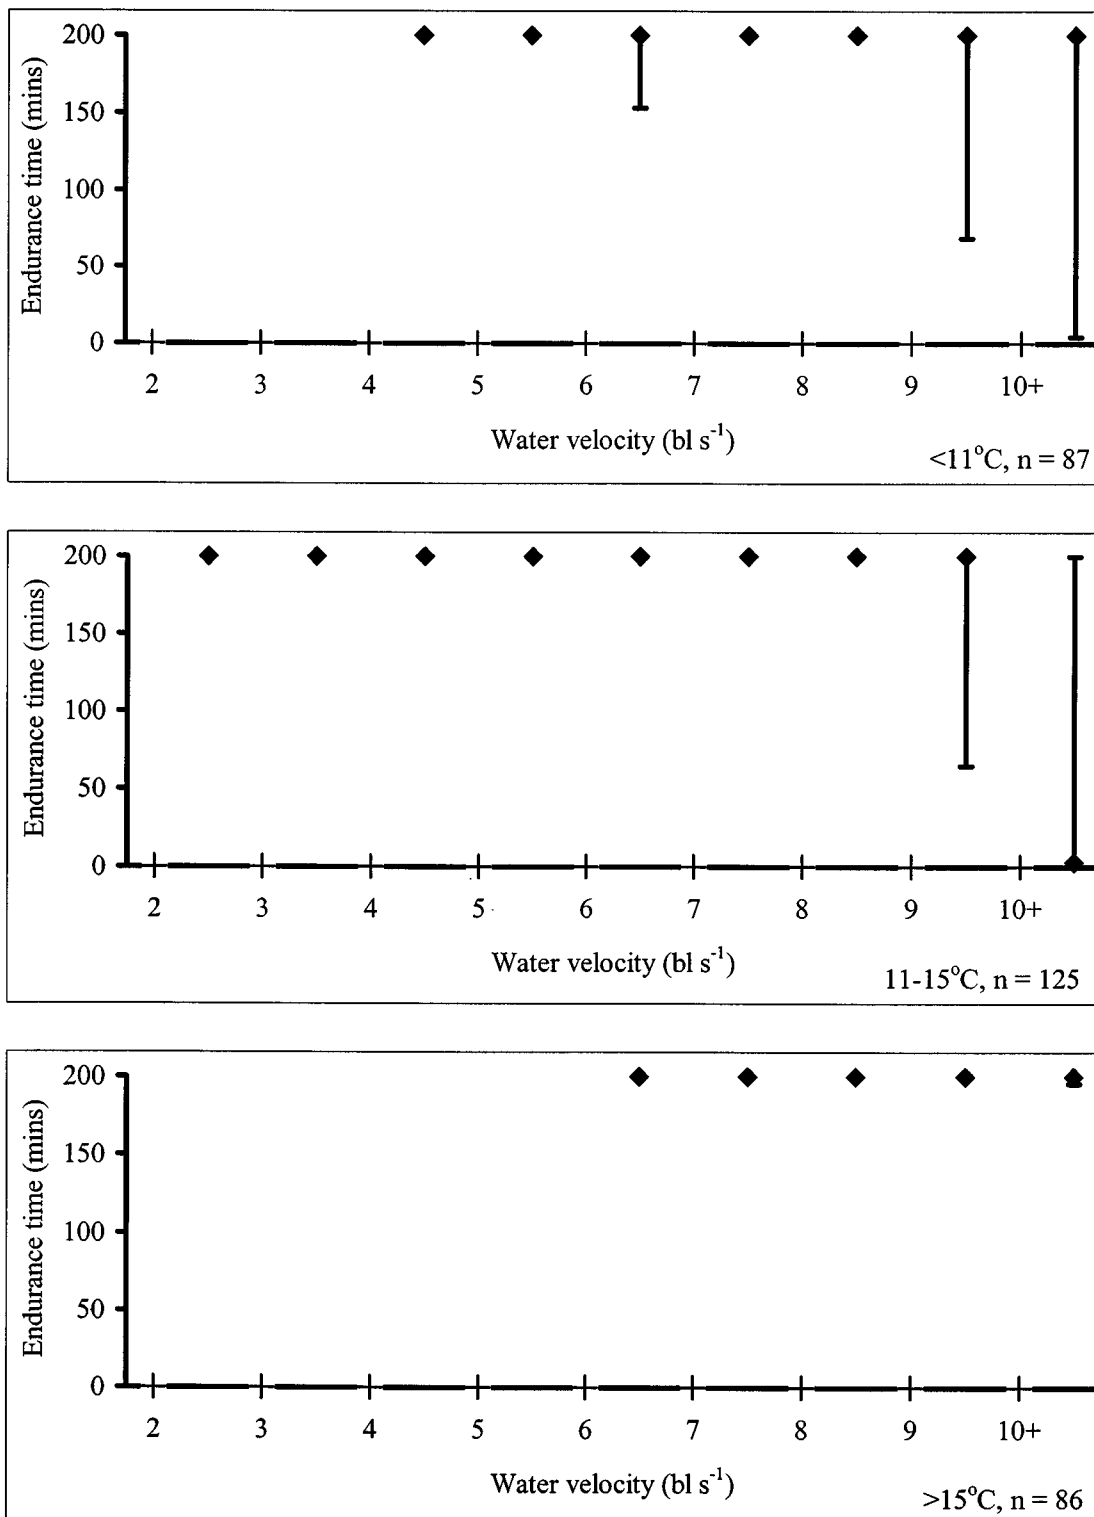 Endurance time (mins)
200
150
100
50
0
2 3 4 5 6 7 8 9 10+
Water velocity (bl s⁻¹)
<11°C, n = 87
Endurance time (mins)
200
150
100
50
0
2 3 4 5 6 7 8 9 10+
Water velocity (bl s⁻¹)
11-15°C, n = 125
Endurance time (mins)
200
150
100
50
0
2 3 4 5 6 7 8 9 10+
Water velocity (bl s⁻¹)
>15°C, n = 86